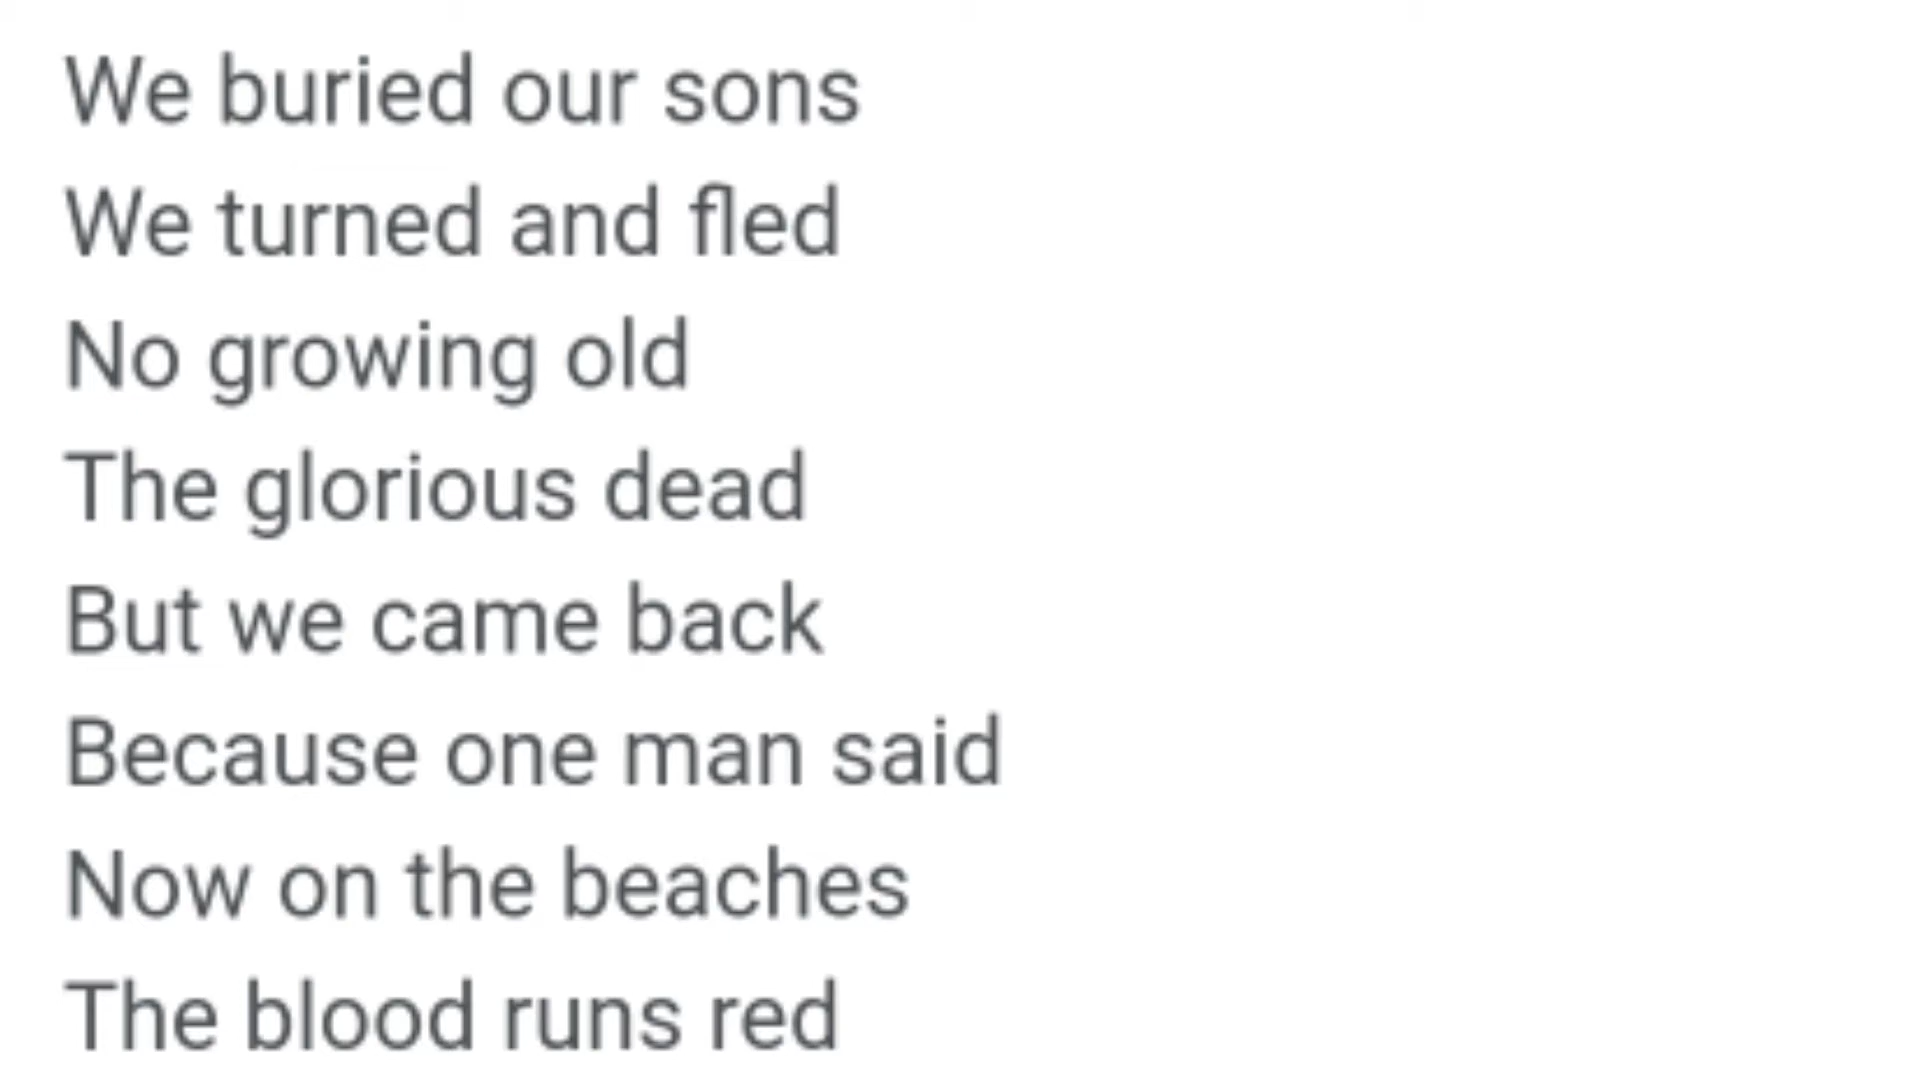 We buried our sons
We turned and fled
No growing old
The glorious dead
But we came back
Because one man said
Now on the beaches
The blood runs red